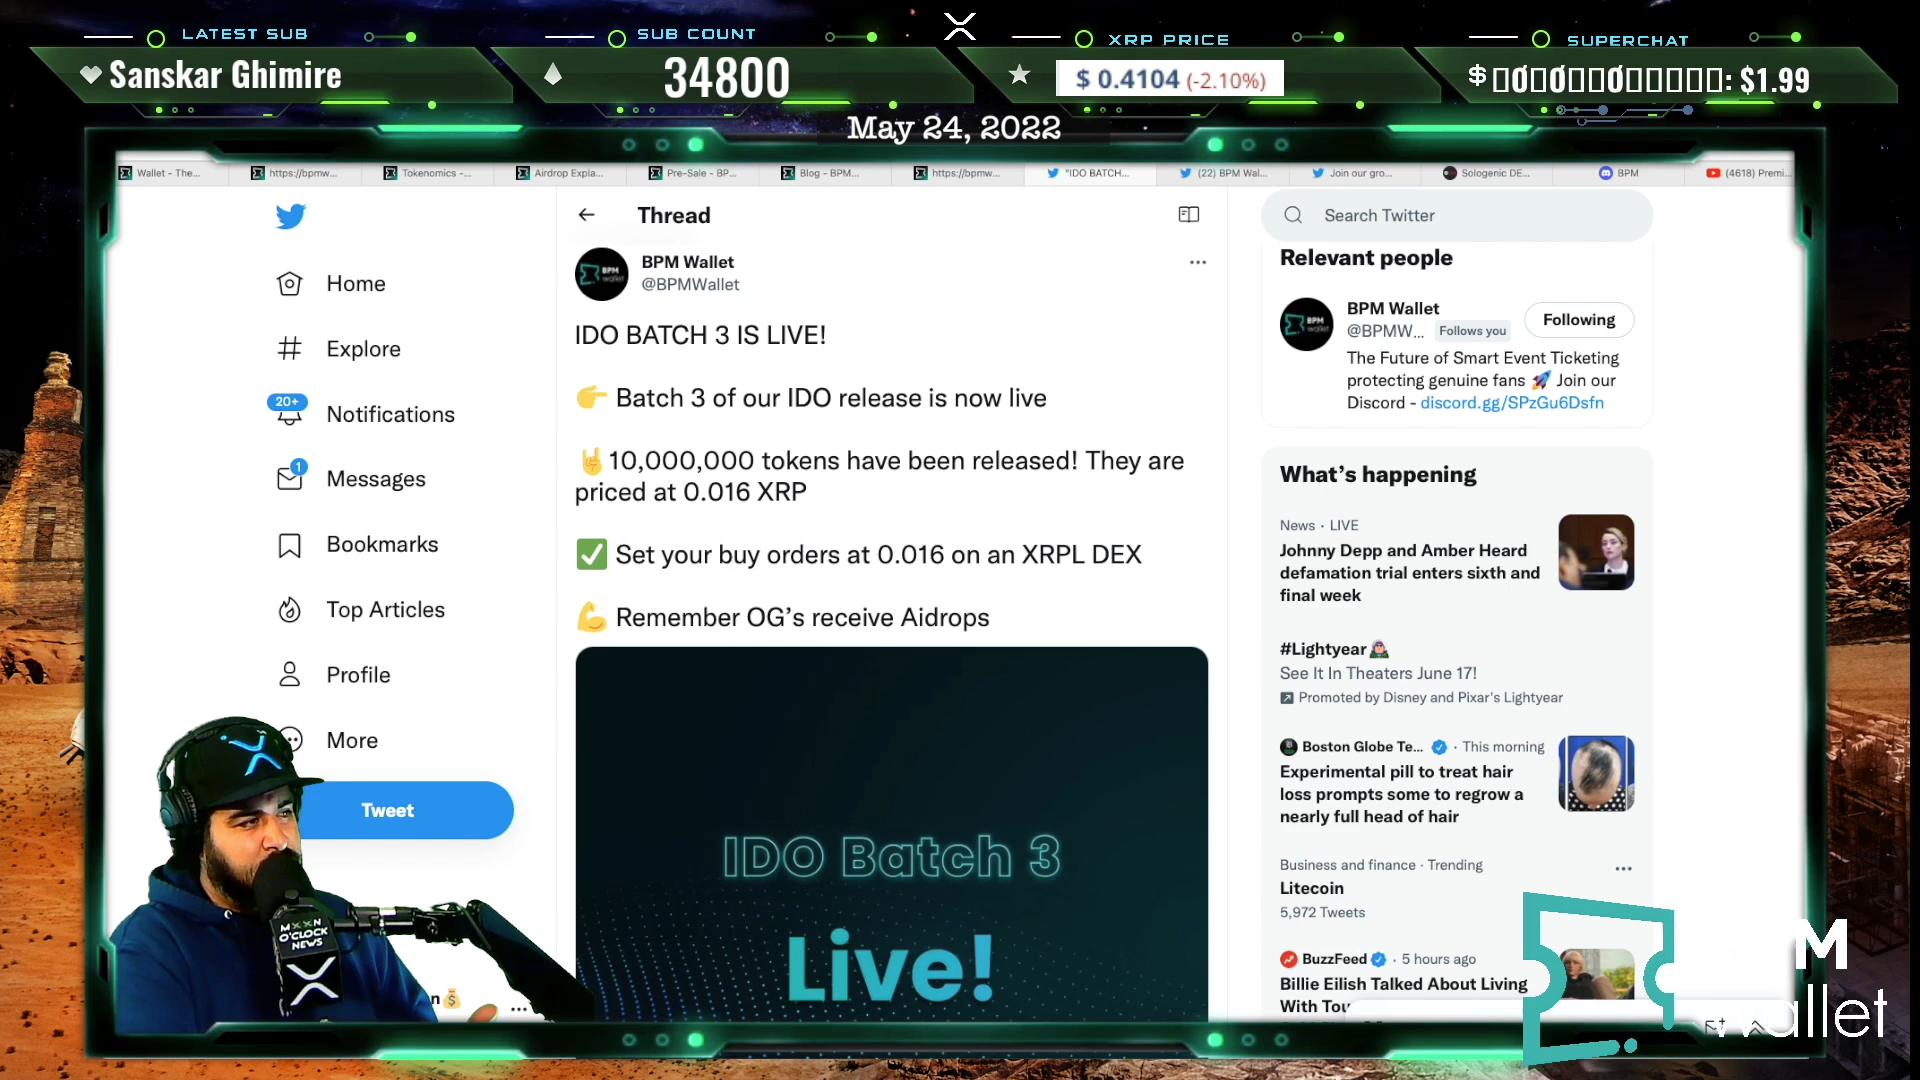 LATEST SUB
SUB COUNT
XRP PRICE
SUPERCHAT
Sanskar Ghimire
34800
$ 0.4104 (-2.10%)
: $1.99
May 24, 2022
Wallet - The...
https://bpmw...
Tokenomics -...
Airdrop Expla...
Pre-Sale - BP...
Blog - BPM...
https://bpmw...
"IDO BATCH...
(22) BPM Wal...
Join our gro...
Sologenic DE...
BPM
(4618) Premi...
Home
Explore
20+
Notifications
1
Messages
Bookmarks
Top Articles
Profile
More
Tweet
Thread
BPM Wallet
@BPMWallet
IDO BATCH 3 IS LIVE!
👉 Batch 3 of our IDO release is now live
🤘10,000,000 tokens have been released! They are
priced at 0.016 XRP
✅ Set your buy orders at 0.016 on an XRPL DEX
💪 Remember OG's receive Aidrops
IDO Batch 3
Live!
Search Twitter
Relevant people
BPM Wallet
@BPMW...
Follows you
Following
The Future of Smart Event Ticketing
protecting genuine fans 🚀 Join our
Discord - discord.gg/SPzGu6Dsfn
What's happening
News · LIVE
Johnny Depp and Amber Heard
defamation trial enters sixth and
final week
#Lightyear
See It In Theaters June 17!
Promoted by Disney and Pixar's Lightyear
Boston Globe Te... · This morning
Experimental pill to treat hair
loss prompts some to regrow a
nearly full head of hair
Business and finance · Trending
Litecoin
5,972 Tweets
BuzzFeed · 5 hours ago
Billie Eilish Talked About Living
With
MXXN
O'CLOCK
NEWS
BPM
wallet